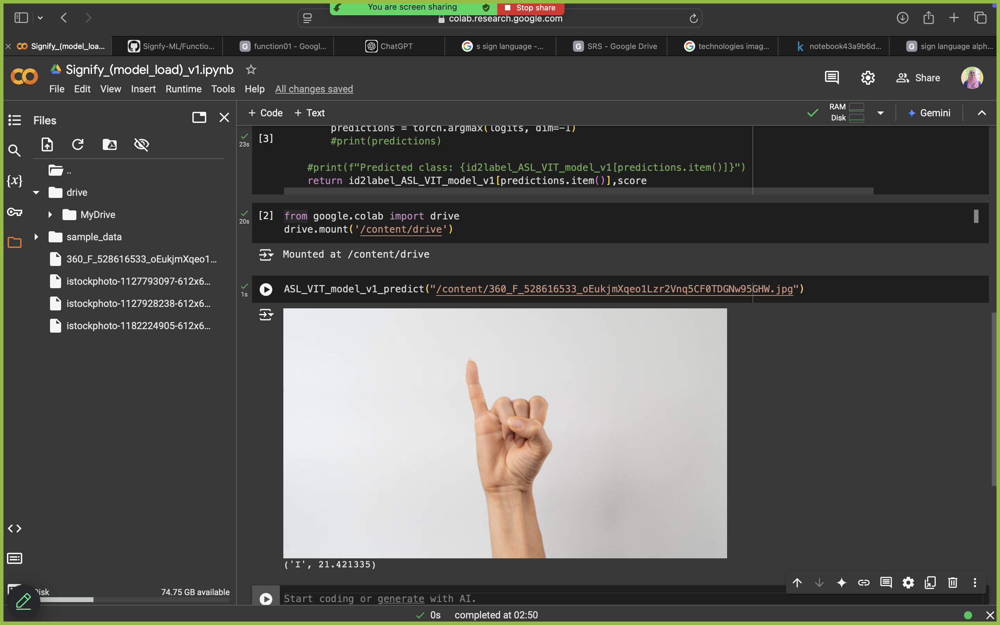 You are screen sharing
Stop share
colab.research.google.com
Signify_(model_loa...
Signfy-ML/Functio...
function01 - Googl...
ChatGPT
s sign language -...
SRS - Google Drive
technologies imag...
notebook43a9b6d...
sign language alph...
Signify_(model_load)_v1.ipynb
File Edit View Insert Runtime Tools Help All changes saved
Share
Files
+ Code + Text
RAM
Disk
Gemini
..
drive
MyDrive
sample_data
360_F_528616533_oEukjmXqeo1...
istockphoto-1127793097-612x6...
istockphoto-1127928238-612x6...
istockphoto-1182224905-612x6...
74.75 GB available
23s
[3]
predictions = torch.argmax(logits, dim=-1)
#print(predictions)
#print(f"Predicted class: {id2label_ASL_VIT_model_v1[predictions.item()]}")
return id2label_ASL_VIT_model_v1[predictions.item()],score
20s
[2]
from google.colab import drive
drive.mount('/content/drive')
Mounted at /content/drive
1s
ASL_VIT_model_v1_predict("/content/360_F_528616533_oEukjmXqeo1Lzr2Vnq5CF0TDGNw95GHW.jpg")
('I', 21.421335)
Start coding or generate with AI.
0s completed at 02:50